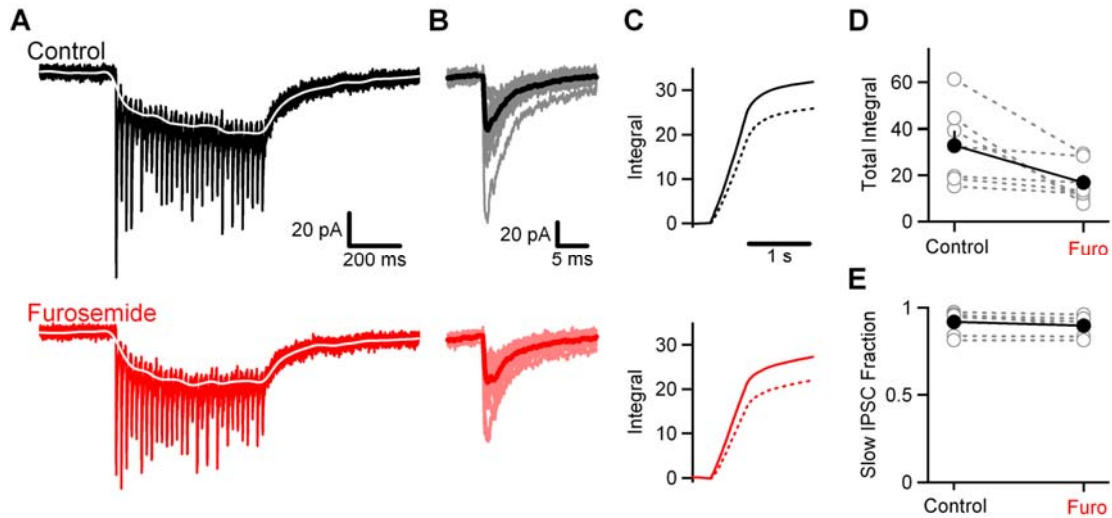 A
B
C
D
Control
20 pA
200 ms
20 pA
5 ms
Integral
30
20
10
0
1 s
Total Integral
60
40
20
0
Control
Furo
Furosemide
Integral
30
20
10
0
E
Slow IPSC Fraction
1
0.5
0
Control
Furo